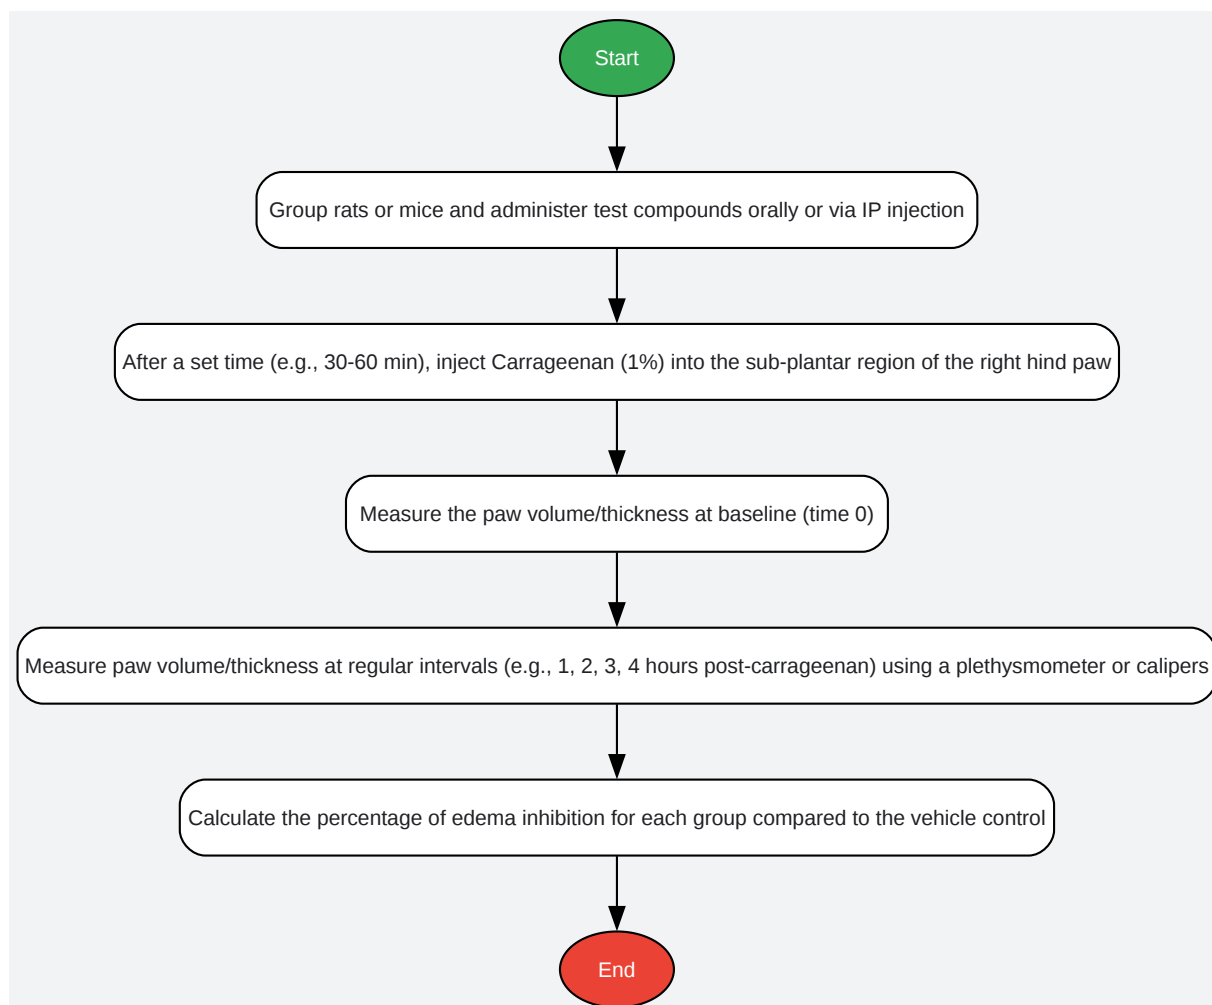 Start
Group rats or mice and administer test compounds orally or via IP injection
After a set time (e.g., 30-60 min), inject Carrageenan (1%) into the sub-plantar region of the right hind paw
Measure the paw volume/thickness at baseline (time 0)
Measure paw volume/thickness at regular intervals (e.g., 1, 2, 3, 4 hours post-carrageenan) using a plethysmometer or calipers
Calculate the percentage of edema inhibition for each group compared to the vehicle control
End